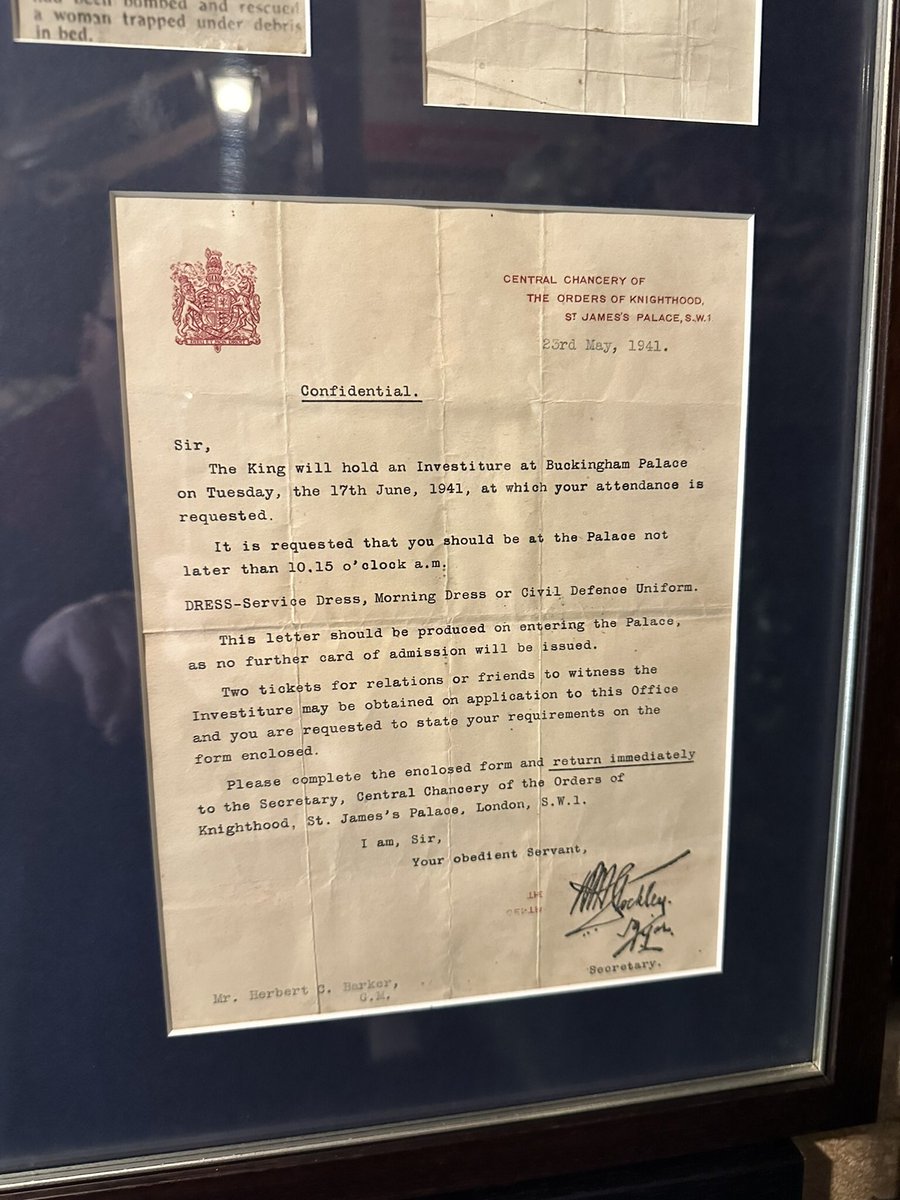 had been bombed and rescued
a woman trapped under debris
in bed.
DIEU ET MON DROIT
CENTRAL CHANCERY OF
THE ORDERS OF KNIGHTHOOD,
ST JAMES'S PALACE, S.W.1
23rd May, 1941.
Confidential.
Sir,
The King will hold an Investiture at Buckingham Palace
on Tuesday, the 17th June, 1941, at which your attendance is
requested.
It is requested that you should be at the Palace not
later than 10.15 o'clock a.m.
DRESS-Service Dress, Morning Dress or Civil Defence Uniform.
This letter should be produced on entering the Palace,
as no further card of admission will be issued.
Two tickets for relations or friends to witness the
Investiture may be obtained on application to this Office
and you are requested to state your requirements on the
form enclosed.
Please complete the enclosed form and return immediately
to the Secretary, Central Chancery of the Orders of
Knighthood, St. James's Palace, London, S.W.1.
I am, Sir,
Your obedient Servant,
Major.
Secretary.
Mr. Herbert C. Barker,
G.M.